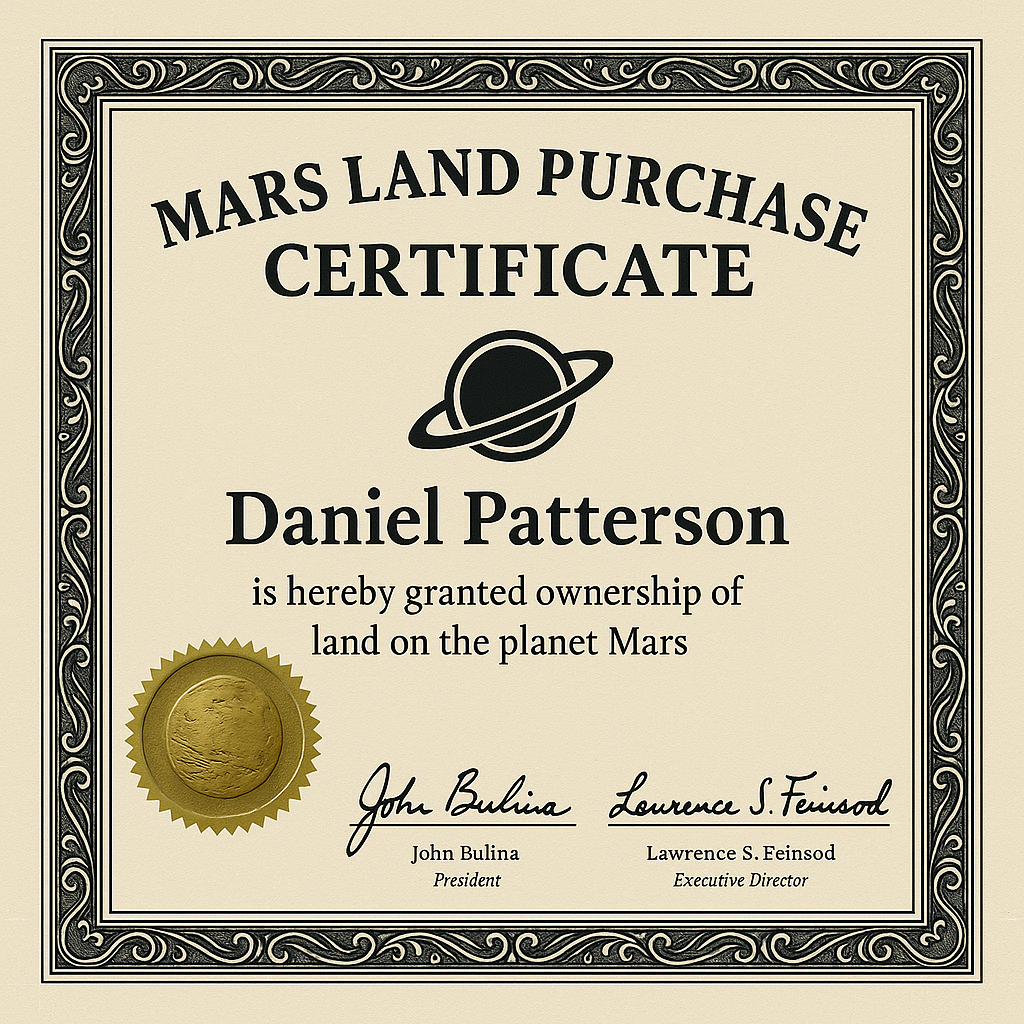 MARS LAND PURCHASE
CERTIFICATE
Daniel Patterson
is hereby granted ownership of
land on the planet Mars
John Bulina
Lawrence S. Feinsod
John Bulina
Lawrence S. Feinsod
President
Executive Director